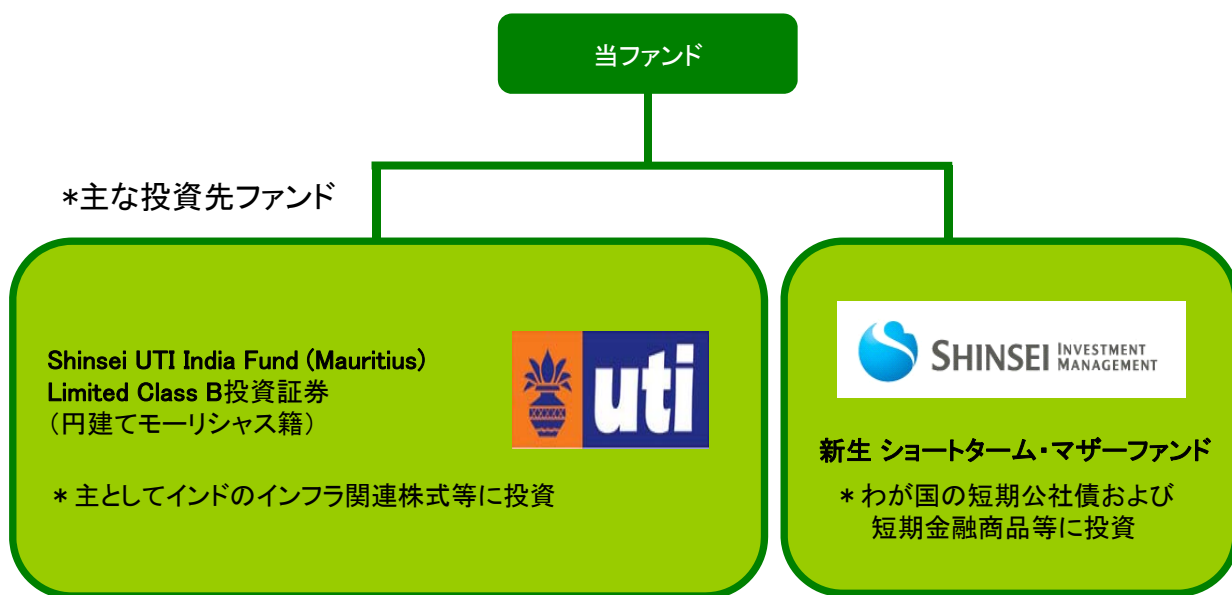 当ファンド
*主な投資先ファンド
Shinsei UTI India Fund (Mauritius)
Limited Class B投資証券
（円建てモーリシャス籍）
uti
* 主としてインドのインフラ関連株式等に投資
SHINSEI INVESTMENT
MANAGEMENT
新生 ショートターム・マザーファンド
* わが国の短期公社債および
短期金融商品等に投資